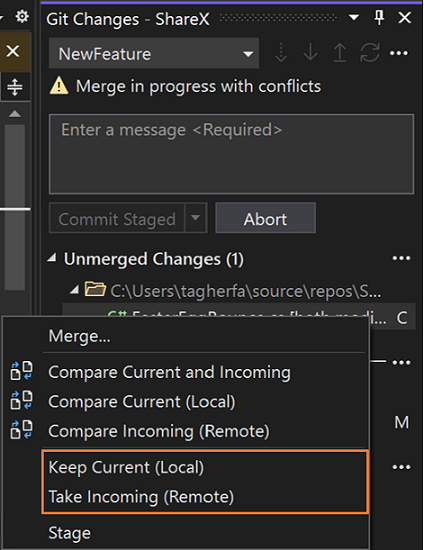 Git Changes - ShareX
NewFeature
Merge in progress with conflicts
Enter a message <Required>
Commit Staged
Abort
Unmerged Changes (1)
C:\Users\tagherfa\source\repos\S...
C
Merge...
Compare Current and Incoming
Compare Current (Local)
Compare Incoming (Remote)
M
Keep Current (Local)
Take Incoming (Remote)
Stage